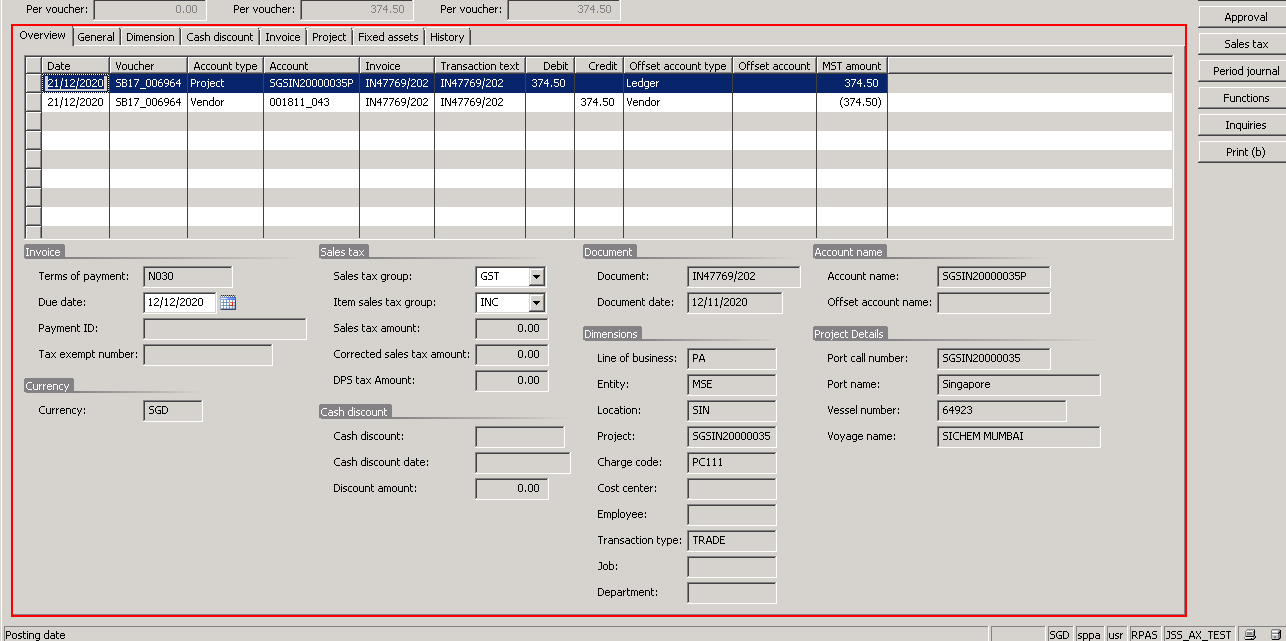 Per voucher: 0.00 Per voucher: 374.50 Per voucher: 374.50
Approval
Sales tax
Period journal
Functions
Inquiries
Print (b)
Overview General Dimension Cash discount Invoice Project Fixed assets History
Date Voucher Account type Account Invoice Transaction text Debit Credit Offset account type Offset account MST amount
21/12/2020 SB17_006964 Project SGSIN20000035P IN47769/202 IN47769/202 374.50 Ledger 374.50
21/12/2020 SB17_006964 Vendor 001811_043 IN47769/202 IN47769/202 374.50 Vendor (374.50)
Invoice
Terms of payment: N030
Due date: 12/12/2020
Payment ID:
Tax exempt number:
Currency
Currency: SGD
Sales tax
Sales tax group: GST
Item sales tax group: INC
Sales tax amount: 0.00
Corrected sales tax amount: 0.00
DPS tax Amount: 0.00
Cash discount
Cash discount:
Cash discount date:
Discount amount: 0.00
Document
Document: IN47769/202
Document date: 12/11/2020
Dimensions
Line of business: PA
Entity: MSE
Location: SIN
Project: SGSIN20000035
Charge code: PC111
Cost center:
Employee:
Transaction type: TRADE
Job:
Department:
Account name
Account name: SGSIN20000035P
Offset account name:
Project Details
Port call number: SGSIN20000035
Port name: Singapore
Vessel number: 64923
Voyage name: SICHEM MUMBAI
Posting date SGD sppa usr RPAS JSS_AX_TEST